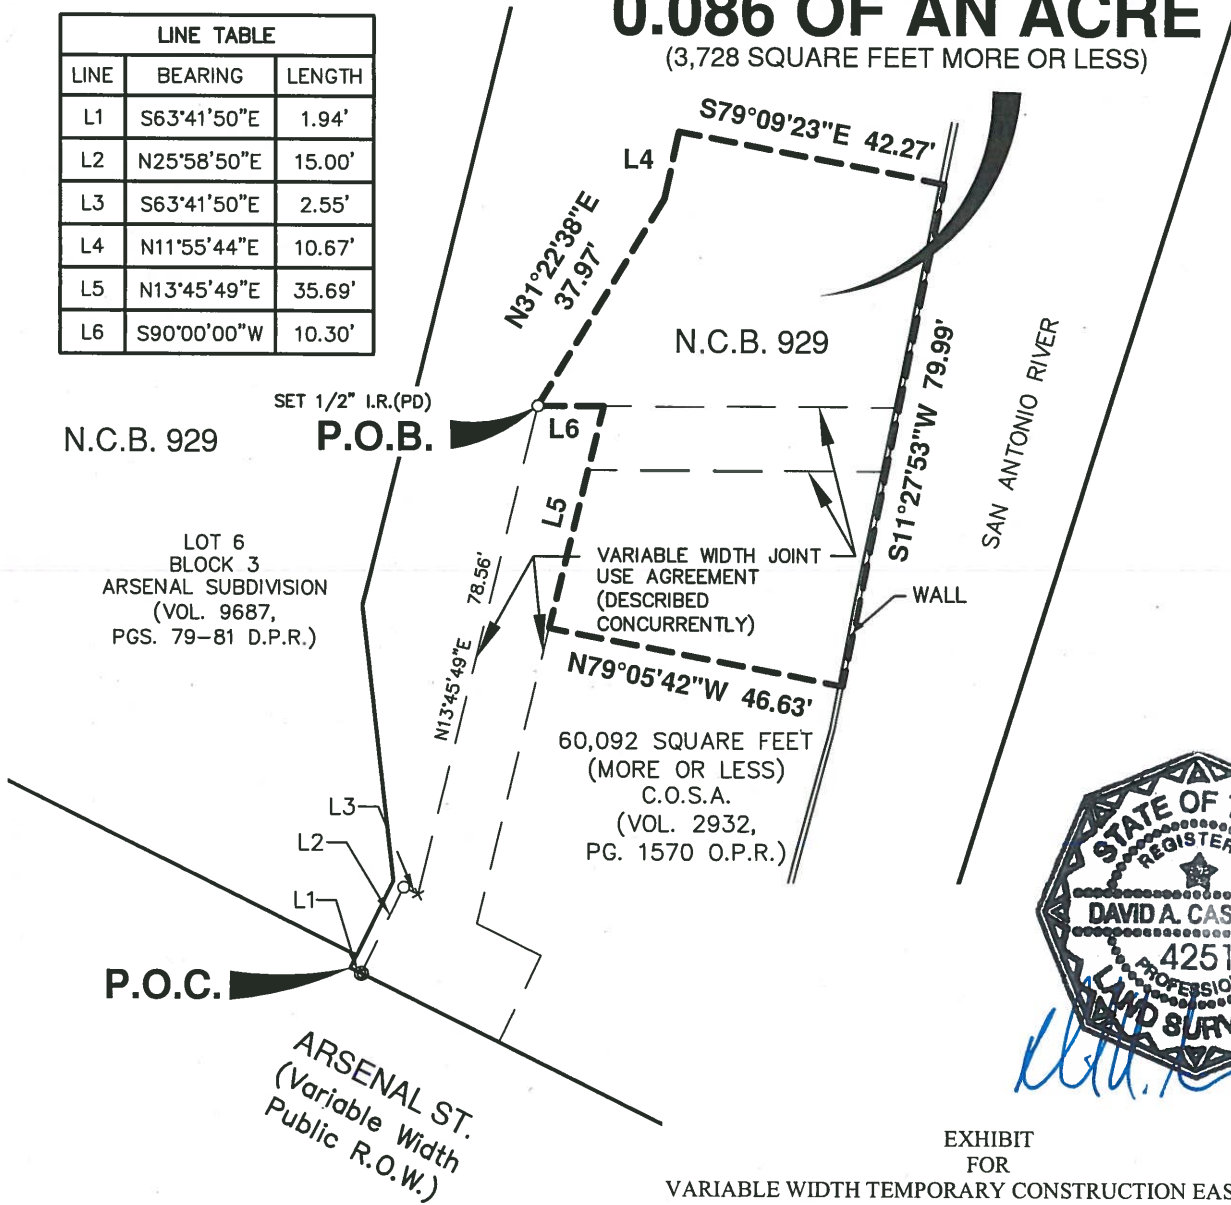 0.086 OF AN ACRE
(3,728 SQUARE FEET MORE OR LESS)
LINE TABLE
LINE BEARING LENGTH
L1 S63°41'50"E 1.94'
L2 N25°58'50"E 15.00'
L3 S63°41'50"E 2.55'
L4 N11°55'44"E 10.67'
L5 N13°45'49"E 35.69'
L6 S90°00'00"W 10.30'
S79°09'23"E 42.27'
L4
N31°22'38"E
37.97'
N.C.B. 929
S11°27'53"W 79.99'
SAN ANTONIO RIVER
SET 1/2" I.R.(PD)
P.O.B.
N.C.B. 929
L6
L5
LOT 6
BLOCK 3
ARSENAL SUBDIVISION
(VOL. 9687,
PGS. 79-81 D.P.R.)
N13°45'49"E 78.56'
VARIABLE WIDTH JOINT
USE AGREEMENT
(DESCRIBED
CONCURRENTLY)
WALL
N79°05'42"W 46.63'
60,092 SQUARE FEET
(MORE OR LESS)
C.O.S.A.
(VOL. 2932,
PG. 1570 O.P.R.)
L3
L2
L1
P.O.C.
ARSENAL ST.
(Variable Width
Public R.O.W.)
STATE OF
REGISTER
DAVID A. CAS
4251
PROFESSIO
LAND SURV
EXHIBIT
FOR
VARIABLE WIDTH TEMPORARY CONSTRUCTION EAS